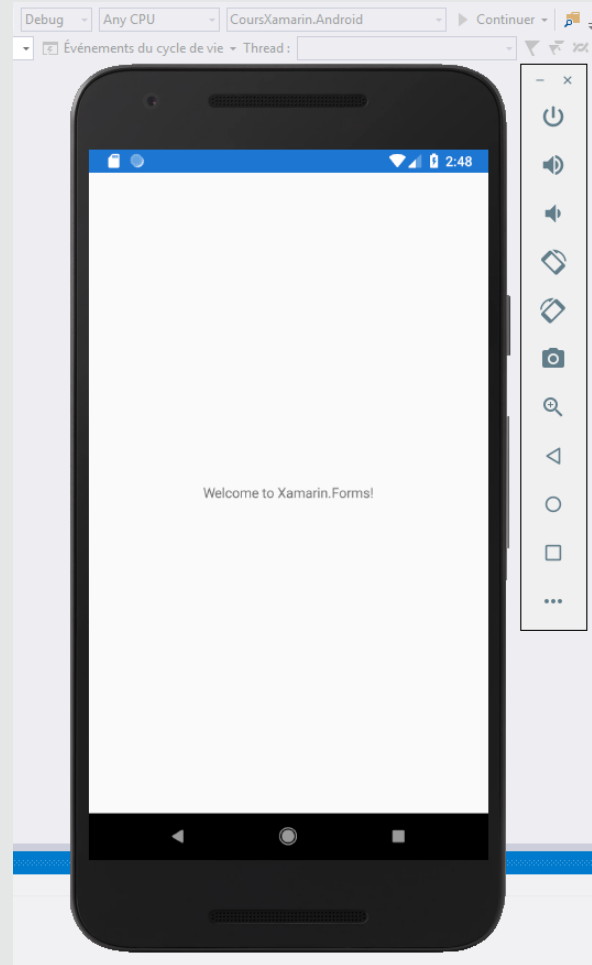 Debug Any CPU CoursXamarin.Android Continuer
Événements du cycle de vie Thread :
2:48
Welcome to Xamarin.Forms!